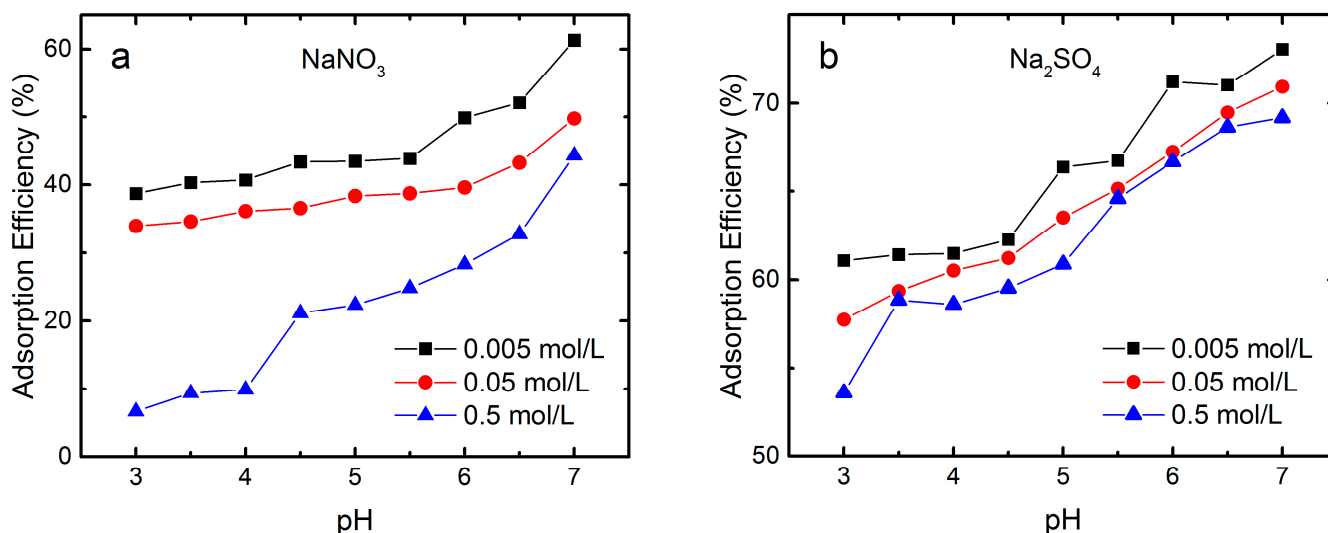 a
NaNO₃
Adsorption Efficiency (%)
60
40
20
0
0.005 mol/L
0.05 mol/L
0.5 mol/L
3 4 5 6 7
pH
b
Na₂SO₄
Adsorption Efficiency (%)
70
60
50
0.005 mol/L
0.05 mol/L
0.5 mol/L
3 4 5 6 7
pH